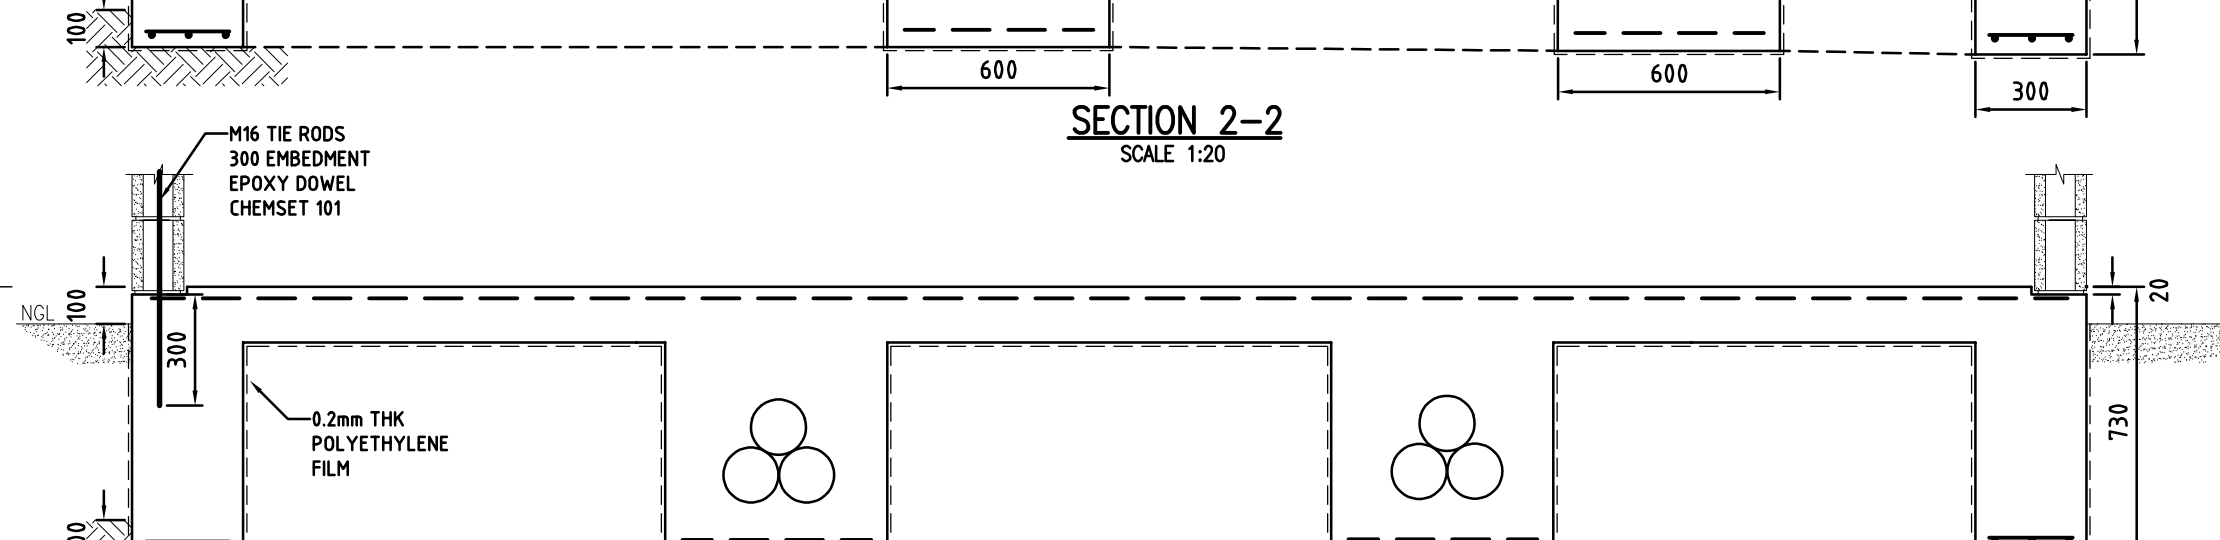 100
600
600
300
SECTION 2-2
SCALE 1:20
M16 TIE RODS
300 EMBEDMENT
EPOXY DOWEL
CHEMSET 101
100
20
NGL
300
730
0.2mm THK
POLYETHYLENE
FILM